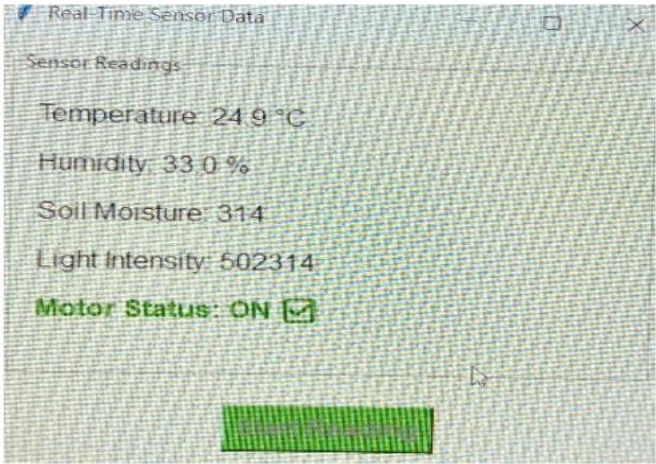 Real-Time Sensor Data
Sensor Readings
Temperature: 24.9 °C
Humidity: 33.0 %
Soil Moisture: 314
Light Intensity: 502314
Motor Status: ON